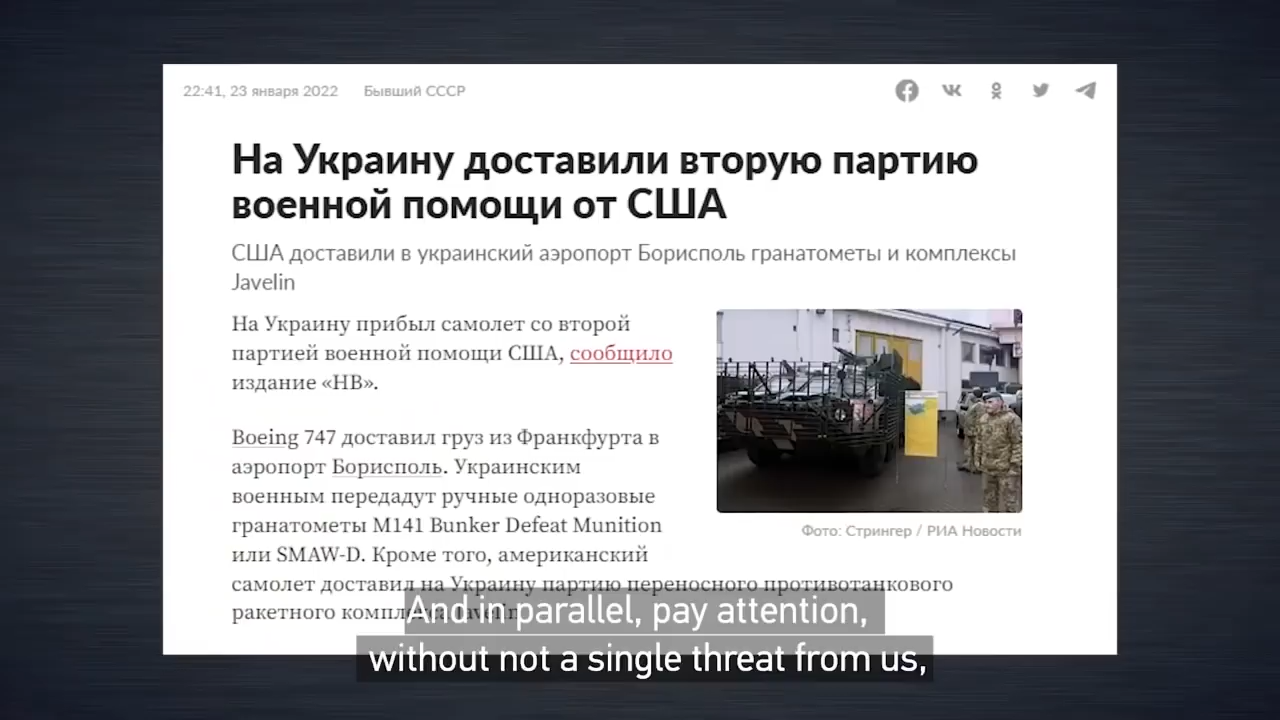 22:41, 23 января 2022 Бывший СССР
На Украину доставили вторую партию
военной помощи от США
США доставили в украинский аэропорт Борисполь гранатометы и комплексы
Javelin
На Украину прибыл самолет со второй
партией военной помощи США, сообщило
издание «НВ».
Boeing 747 доставил груз из Франкфурта в
аэропорт Борисполь. Украинским
военным передадут ручные одноразовые
гранатометы M141 Bunker Defeat Munition
или SMAW-D. Кроме того, американский
самолет доставил на Украину партию переносного противотанкового
ракетного комплекса Javelin.
Фото: Стрингер / РИА Новости
And in parallel, pay attention,
without not a single threat from us,